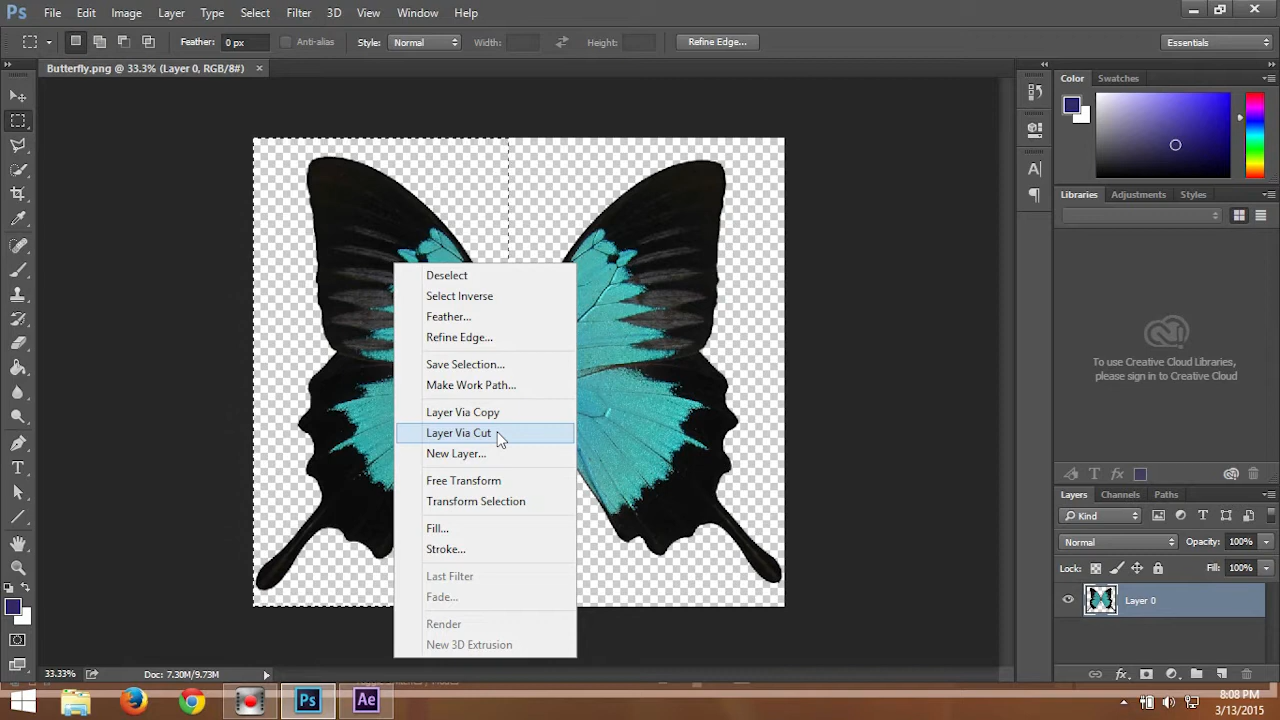 Ps File Edit Image Layer Type Select Filter 3D View Window Help
Feather: 0 px Anti-alias Style: Normal Width: Height: Refine Edge... Essentials
Butterfly.png @ 33.3% (Layer 0, RGB/8#) ×
Color Swatches
Libraries Adjustments Styles
To use Creative Cloud Libraries,
please sign in to Creative Cloud
Deselect
Select Inverse
Feather...
Refine Edge...
Save Selection...
Make Work Path...
Layer Via Copy
Layer Via Cut
New Layer...
Free Transform
Transform Selection
Fill...
Stroke...
Last Filter
Fade...
Render
New 3D Extrusion
Layers Channels Paths
Kind
Normal Opacity: 100%
Lock: Fill: 100%
Layer 0
33.33% Doc: 7.30M/9.73M
Ps Ae
8:08 PM
3/13/2015